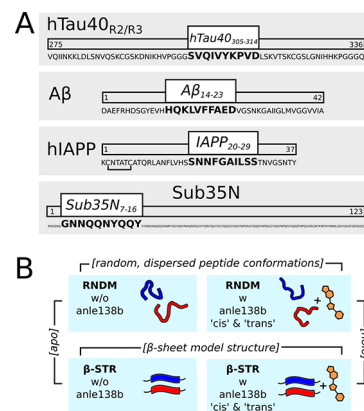 A
hTau40R2/R3
hTau40305-314
275 336
VQIINKKLDLSNVQSKCGSKDNIKHVPGGGSVQIVYKPVDLSKVTSKCGSLGNIHHKPGGGQ
Aβ
Aβ14-23
1 42
DAEFRHDSGYEVHHQKLVFFAEDVGSNKGAIIGLMVGGVVIA
hIAPP
IAPP20-29
1 37
KCNTATCATQRLANFLVHSSNNFGAILSSTNVGSNTY
Sub35N
Sub35N7-16
1 123
GNNQQNYQQY
B
[random, dispersed peptide conformations]
RNDM
w/o
anle138b
RNDM
w
anle138b
'cis' & 'trans'
+
[apo]
[holo]
[β-sheet model structure]
β-STR
w/o
anle138b
β-STR
w
anle138b
'cis' & 'trans'
+